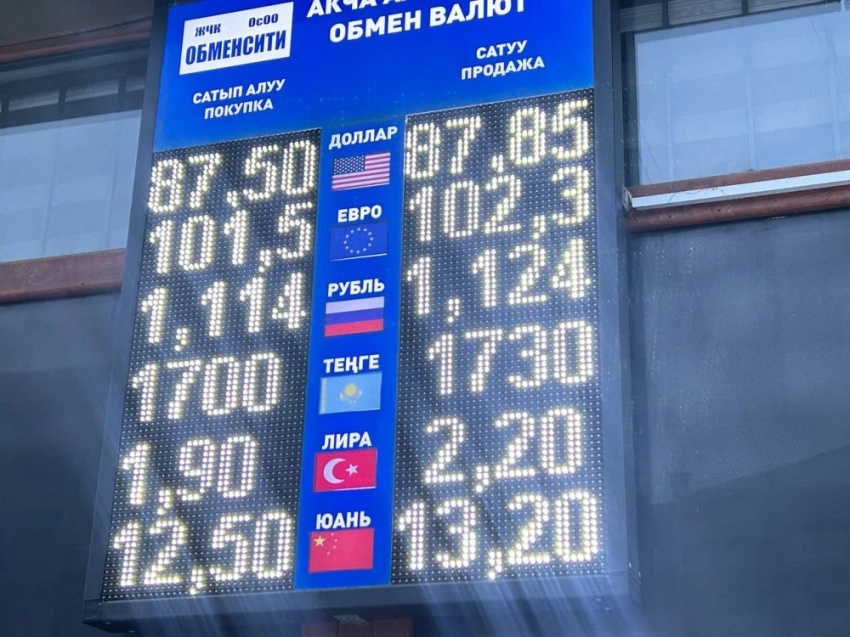 ЖЧК ОсОО
ОБМЕНСИТИ
АКЧА
ОБМЕН ВАЛЮТ
САТЫП АЛУУ
ПОКУПКА
САТУУ
ПРОДАЖА
87,50 ДОЛЛАР 87,85
101,5 ЕВРО 102,3
1,114 РУБЛЬ 1,124
1700 ТЕҢГЕ 1730
1,90 ЛИРА 2,20
12,50 ЮАНЬ 13,20